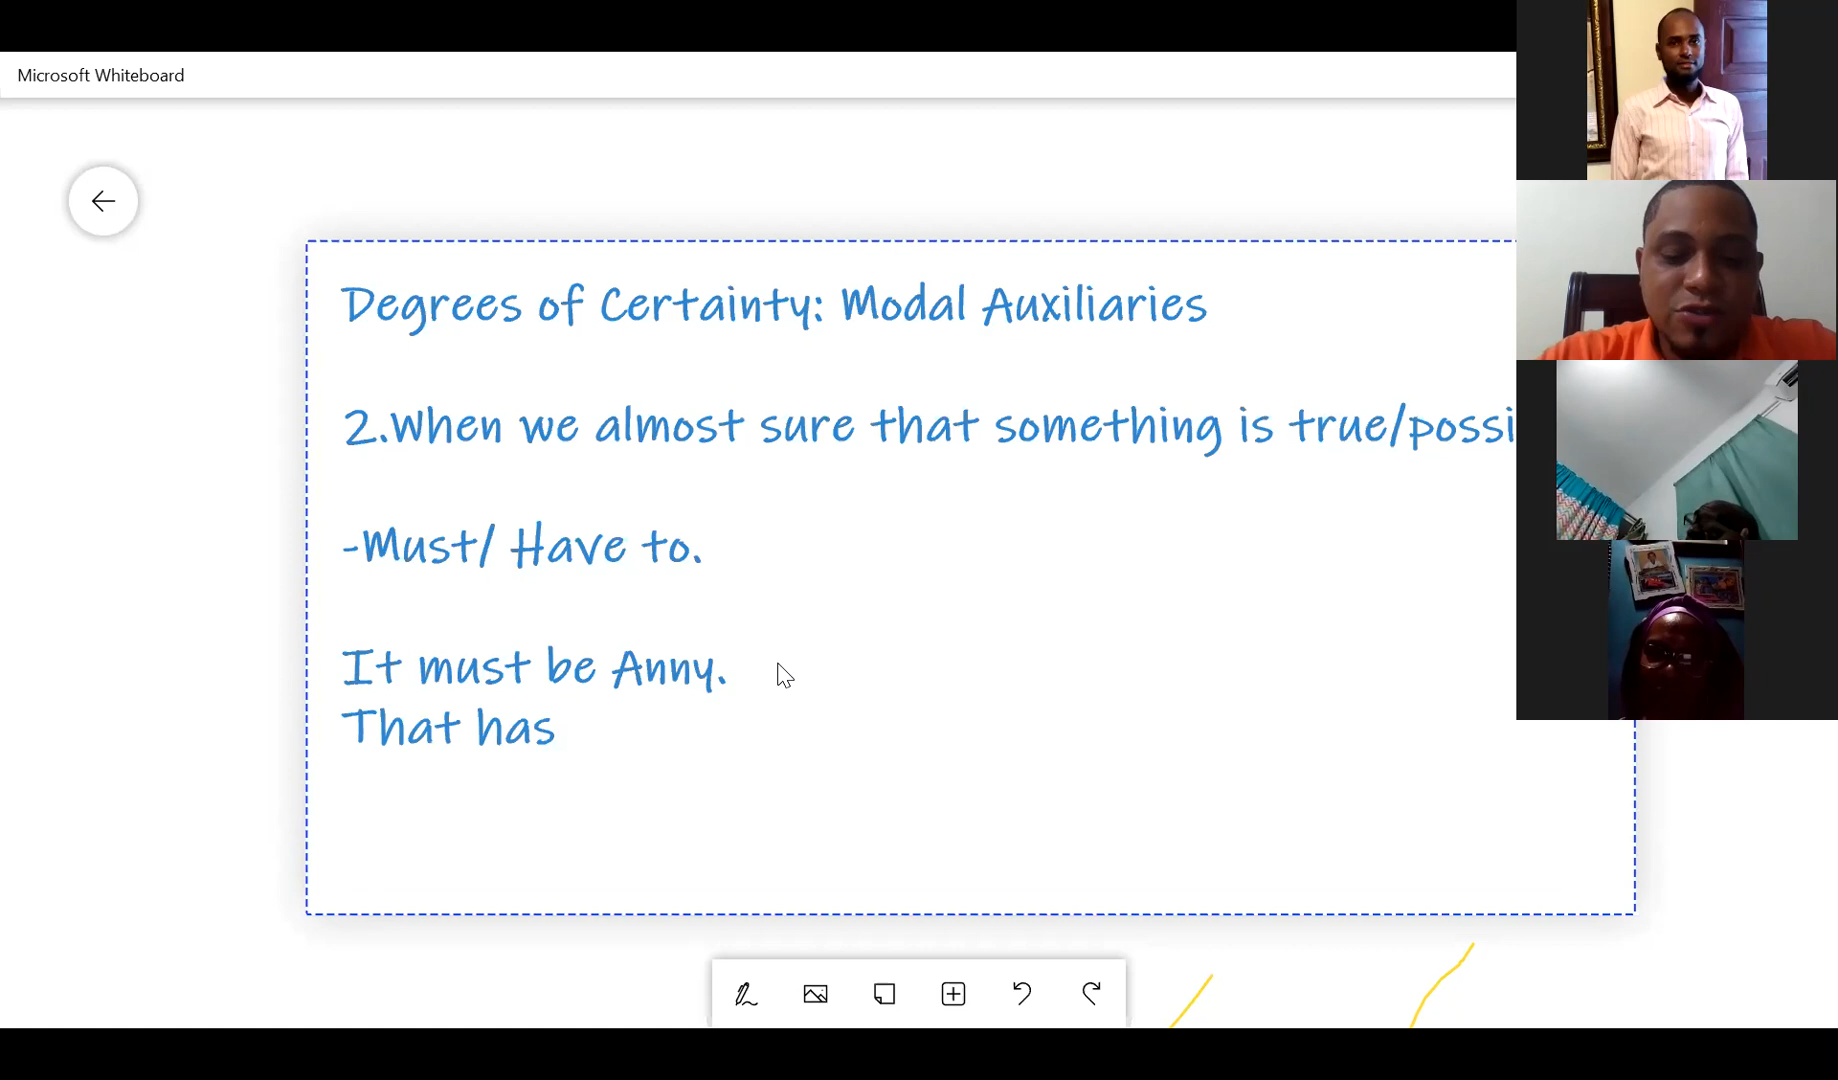 Microsoft Whiteboard
Degrees of Certainty: Modal Auxiliaries
2.When we almost sure that something is true/possi
-Must/ Have to.
It must be Anny.
That has